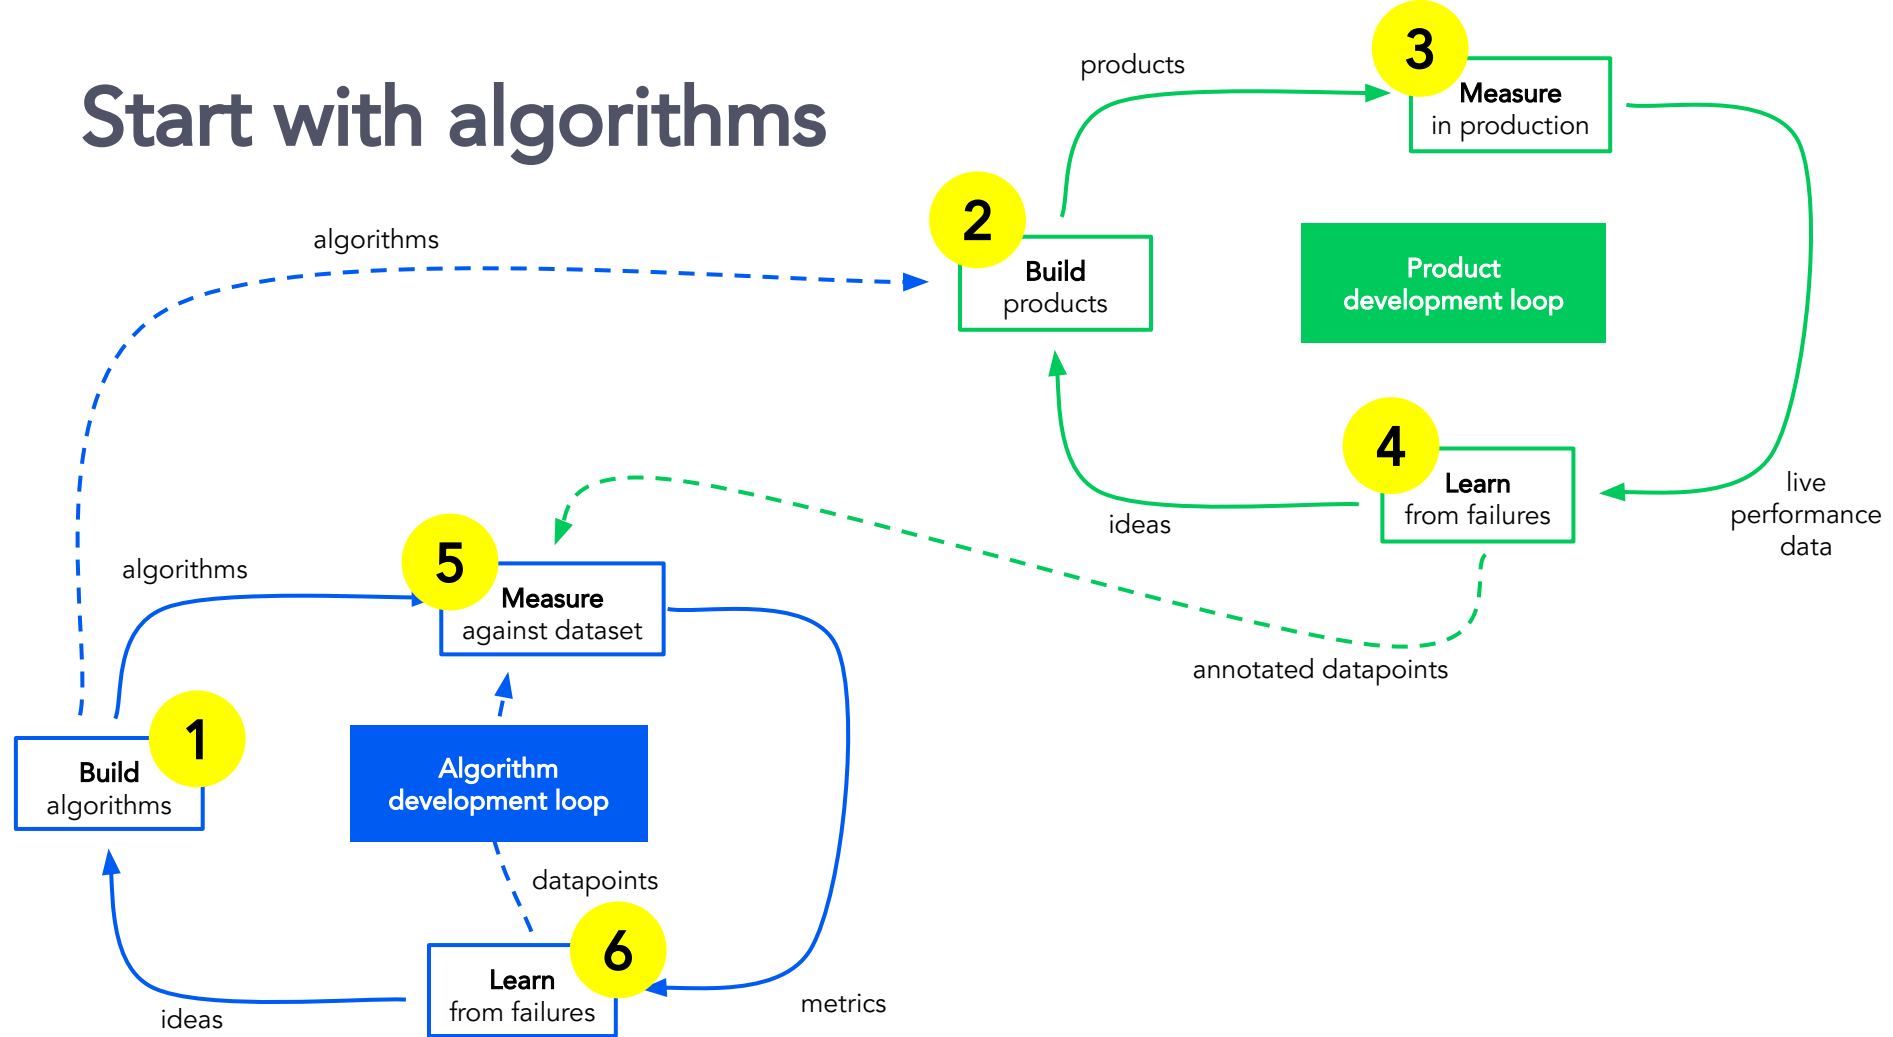 Start with algorithms
products
3
Measure
in production
2
Build
products
algorithms
Product
development loop
4
Learn
from failures
ideas
live
performance
data
5
Measure
against dataset
algorithms
annotated datapoints
1
Build
algorithms
Algorithm
development loop
datapoints
6
Learn
from failures
ideas
metrics